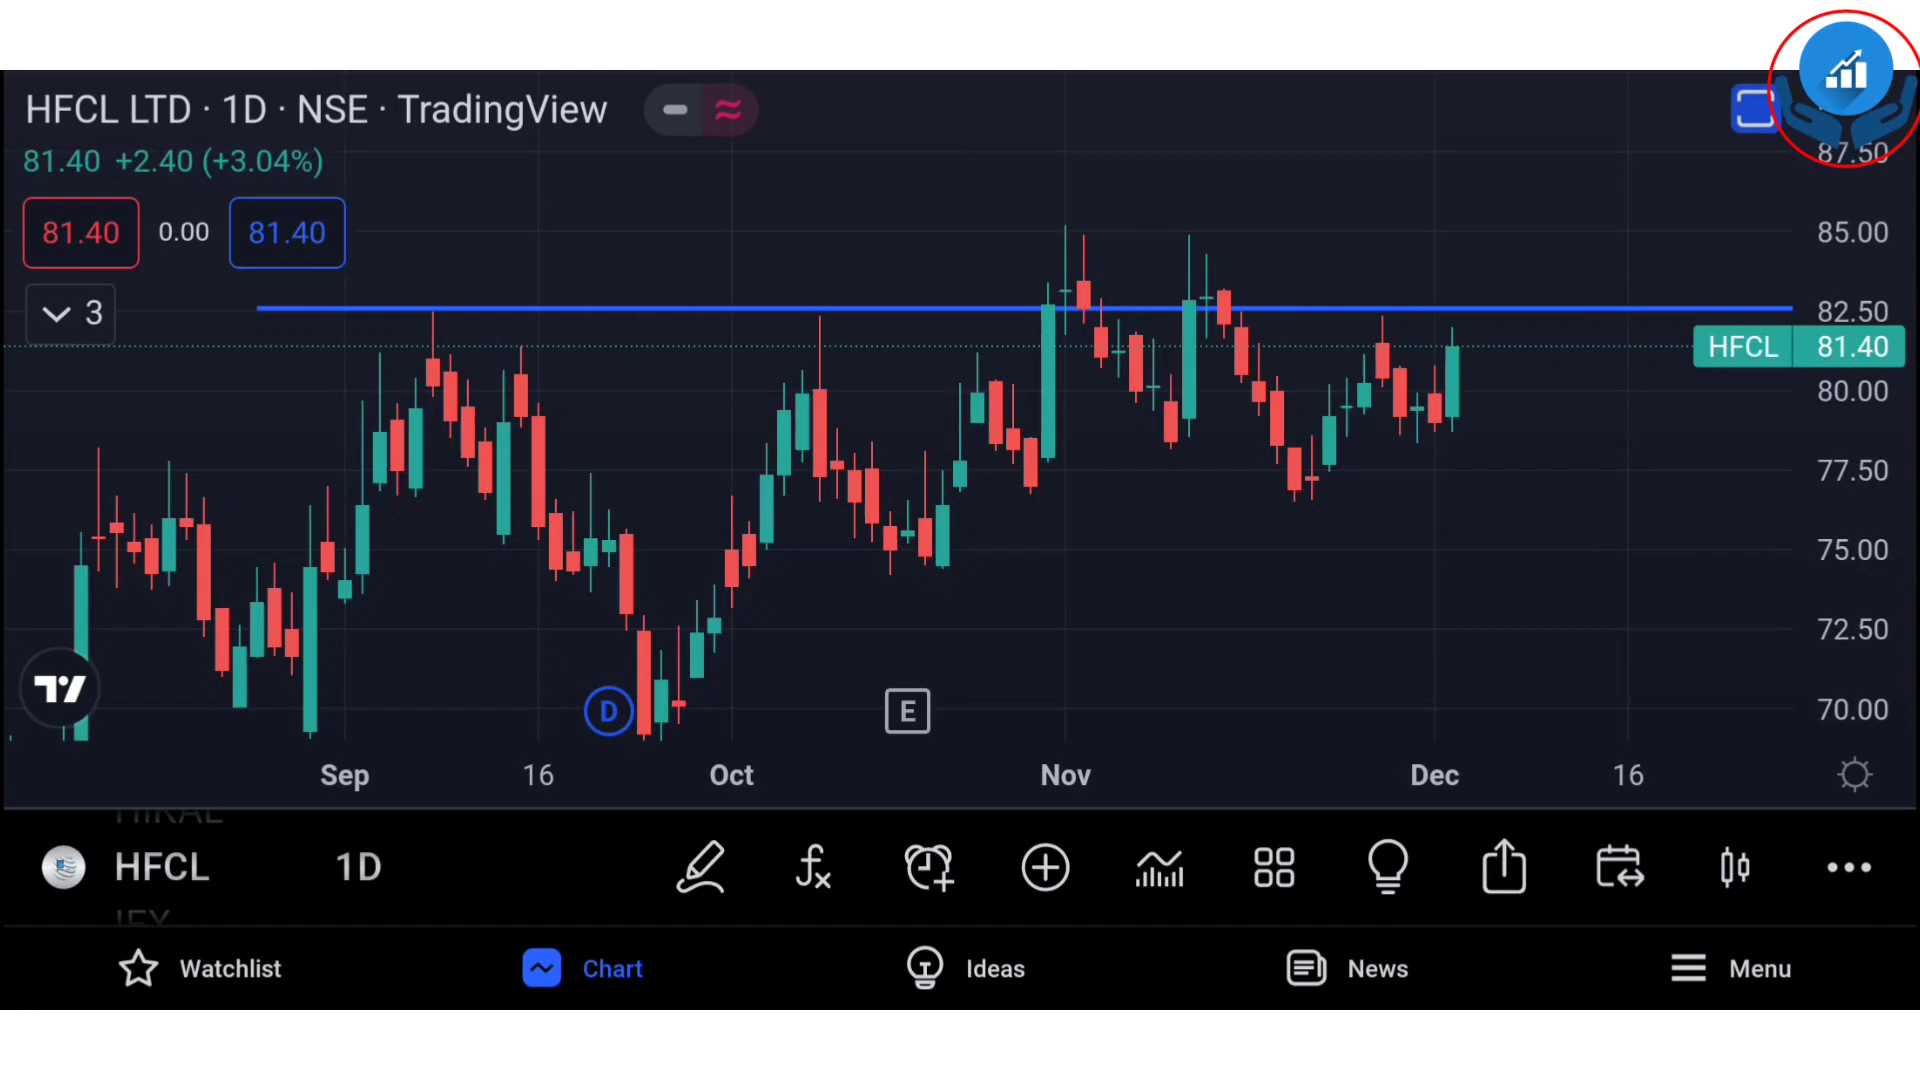 HFCL LTD · 1D · NSE · TradingView
81.40 +2.40 (+3.04%)
81.40 0.00 81.40
3
87.50
85.00
82.50
HFCL 81.40
80.00
77.50
75.00
72.50
70.00
D
E
Sep 16 Oct Nov Dec 16
HIKAL
HFCL 1D
Watchlist Chart Ideas News Menu